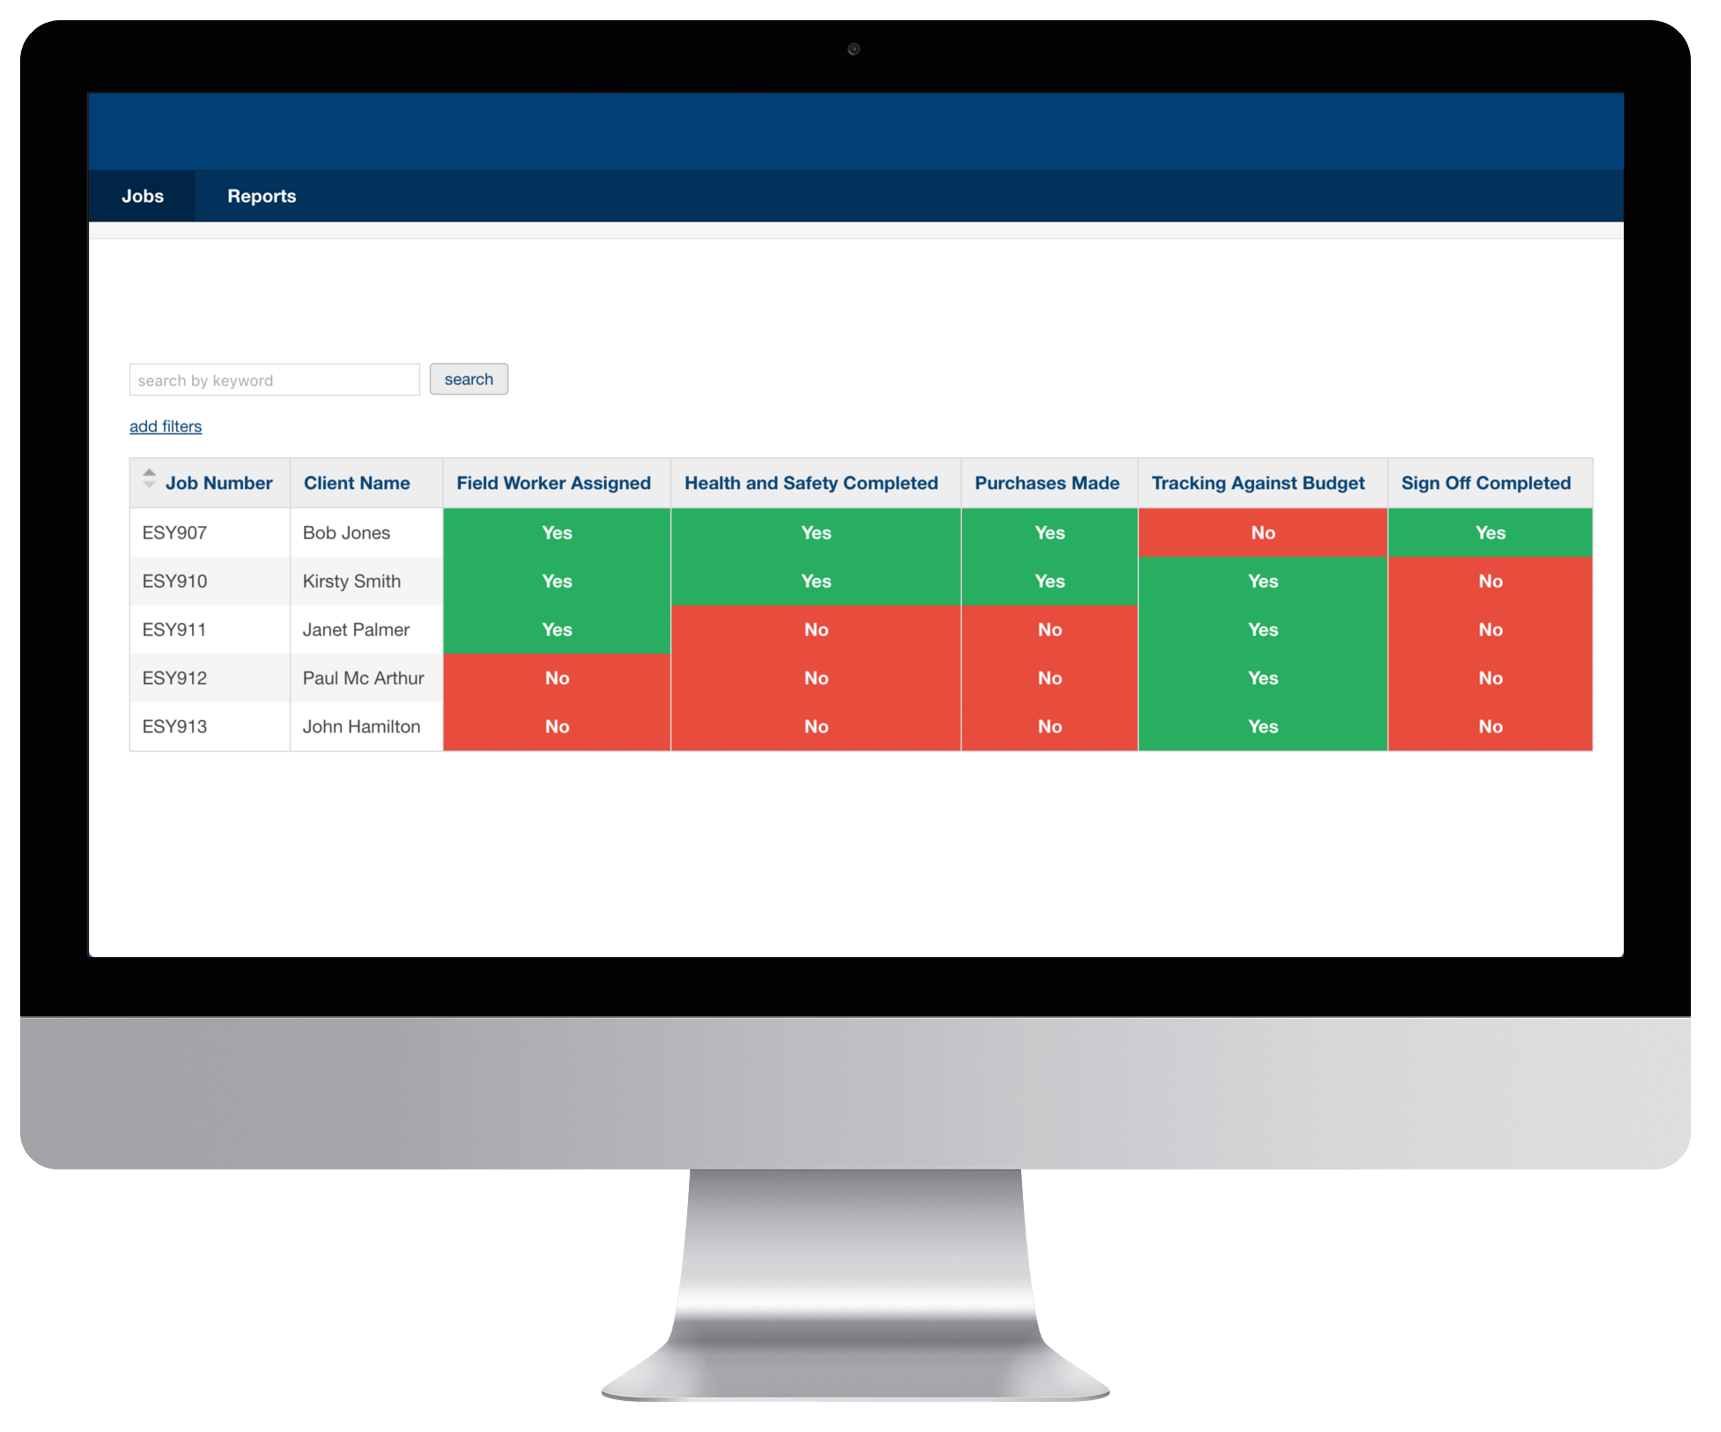 Jobs Reports
search by keyword search
add filters
Job Number Client Name Field Worker Assigned Health and Safety Completed Purchases Made Tracking Against Budget Sign Off Completed
ESY907 Bob Jones Yes Yes Yes No Yes
ESY910 Kirsty Smith Yes Yes Yes Yes No
ESY911 Janet Palmer Yes No No Yes No
ESY912 Paul Mc Arthur No No No Yes No
ESY913 John Hamilton No No No Yes No